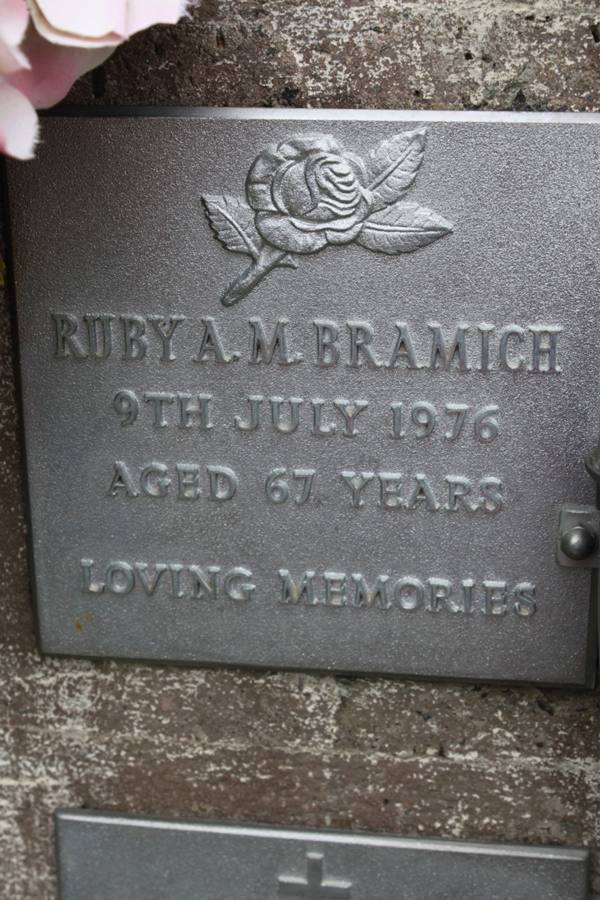 RUBY A. M. BRAMICH
9TH JULY 1976
AGED 67 YEARS
LOVING MEMORIES